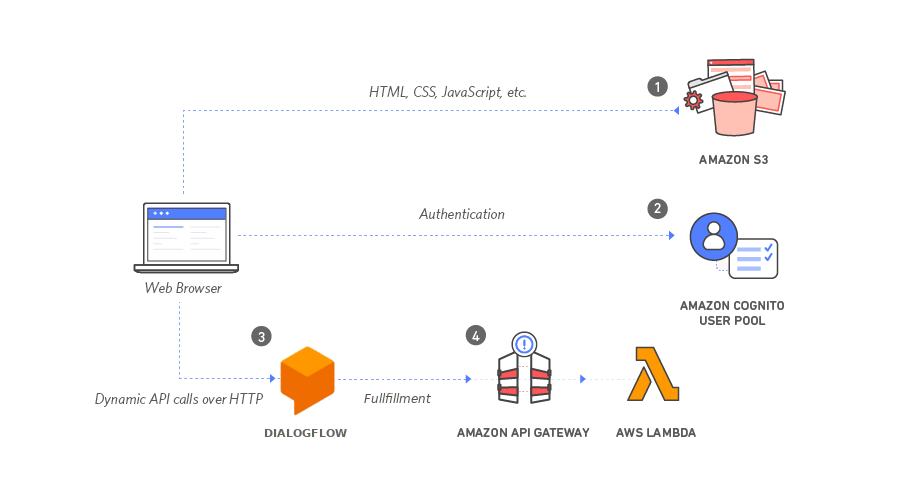 HTML, CSS, JavaScript, etc.
1
AMAZON S3
Authentication
2
Web Browser
AMAZON COGNITO
USER POOL
3
4
Dynamic API calls over HTTP
Fullfillment
DIALOGFLOW
AMAZON API GATEWAY
AWS LAMBDA